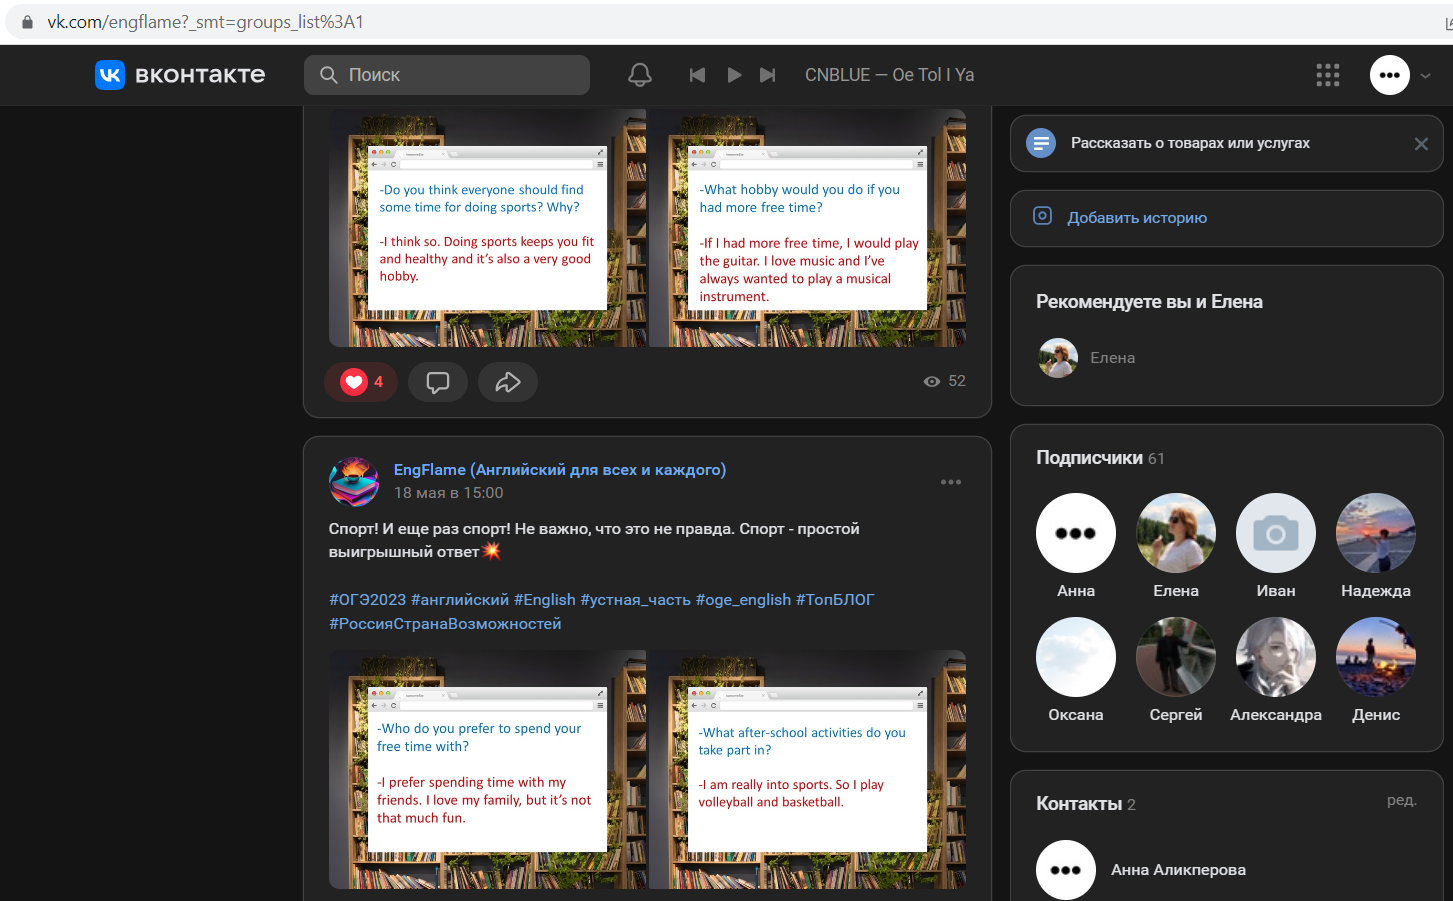 vk.com/engflame?_smt=groups_list%3A1
вконтакте
Поиск
CNBLUE — Oe Tol I Ya
-Do you think everyone should find
some time for doing sports? Why?
-I think so. Doing sports keeps you fit
and healthy and it’s also a very good
hobby.
-What hobby would you do if you
had more free time?
-If I had more free time, I would play
the guitar. I love music and I’ve
always wanted to play a musical
instrument.
4
52
EngFlame (Английский для всех и каждого)
18 мая в 15:00
Спорт! И еще раз спорт! Не важно, что это не правда. Спорт - простой
выигрышный ответ💥
#ОГЭ2023 #английский #English #устная_часть #oge_english #ТопБЛОГ
#РоссияСтранаВозможностей
-Who do you prefer to spend your
free time with?
-I prefer spending time with my
friends. I love my family, but it’s not
that much fun.
-What after-school activities do you
take part in?
-I am really into sports. So I play
volleyball and basketball.
Рассказать о товарах или услугах
Добавить историю
Рекомендуете вы и Елена
Елена
Подписчики 61
Анна
Елена
Иван
Надежда
Оксана
Сергей
Александра
Денис
Контакты 2
ред.
Анна Аликперова